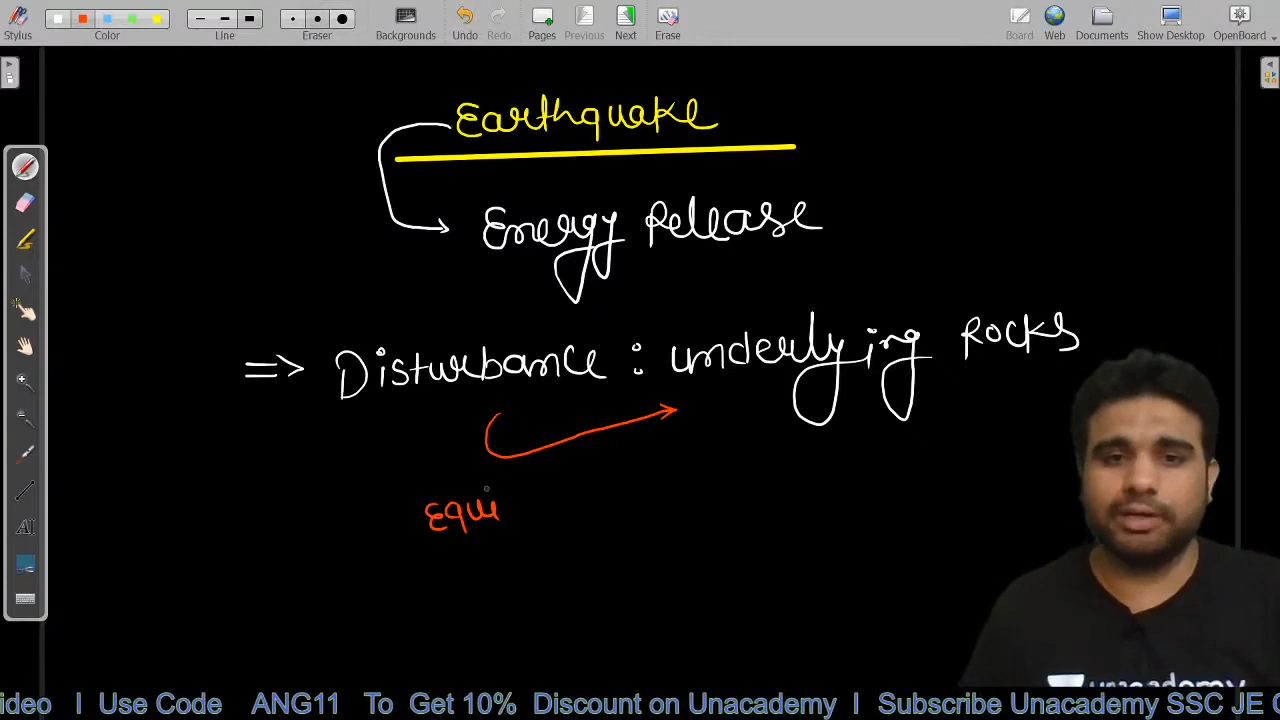 Stylus Color Line Eraser Backgrounds Undo Redo Pages Previous Next Erase Board Web Documents Show Desktop OpenBoard
Earthquake
Energy Release
=> Disturbance : underlying Rocks
Equi
unacademy
ideo I Use Code ANG11 To Get 10% Discount on Unacademy I Subscribe Unacademy SSC JE C